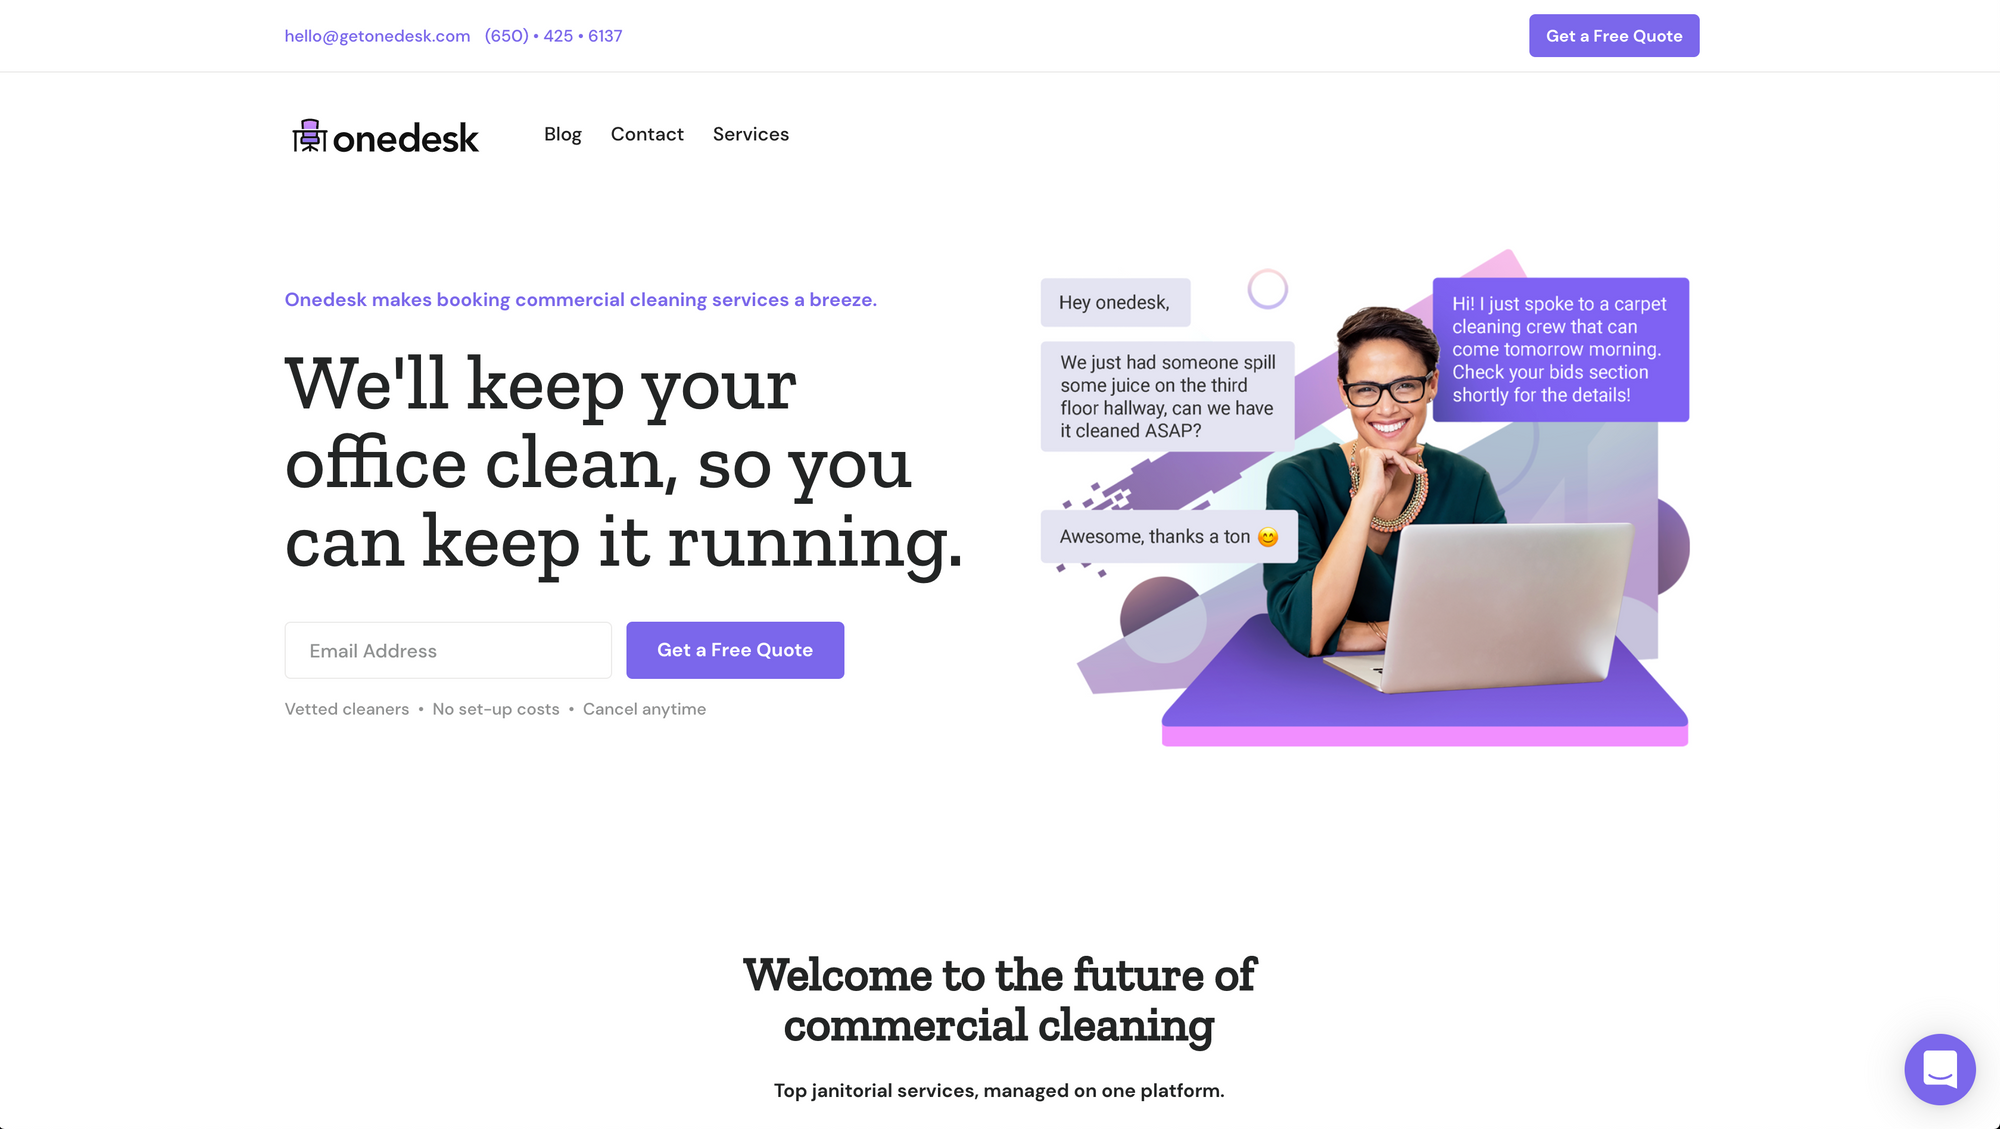 hello@getonedesk.com (650) • 425 • 6137
Get a Free Quote
onedesk
Blog Contact Services
Onedesk makes booking commercial cleaning services a breeze.
We'll keep your
office clean, so you
can keep it running.
Email Address
Get a Free Quote
Vetted cleaners • No set-up costs • Cancel anytime
Hey onedesk,
We just had someone spill
some juice on the third
floor hallway, can we have
it cleaned ASAP?
Hi! I just spoke to a carpet
cleaning crew that can
come tomorrow morning.
Check your bids section
shortly for the details!
Awesome, thanks a ton 😊
Welcome to the future of
commercial cleaning
Top janitorial services, managed on one platform.